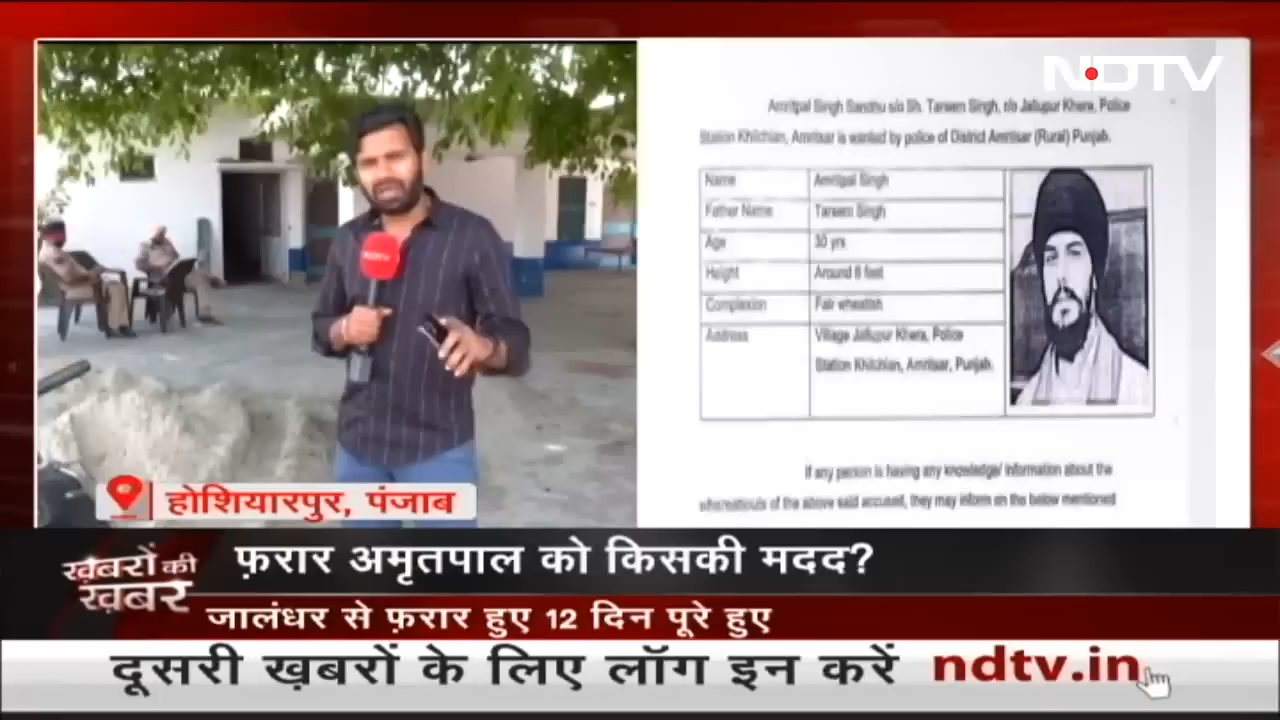 NDTV
Amritpal Singh Sandhu s/o Sh. Tarsem Singh, r/o Jallupur Khera, Police
Station Khilchian, Amritsar is wanted by police of District Amritsar (Rural) Punjab.
Name Amritpal Singh
Father Name Tarsem Singh
Age 30 yrs
Height Around 6 feet
Complexion Fair wheatish
Address Village Jallupur Khera, Police
Station Khilchian, Amritsar, Punjab.
If any person is having any knowledge/ information about the
of the above said accused, they may inform on the below mentioned
NDTV
होशियारपुर, पंजाब
ख़बरों की
ख़बर
फ़रार अमृतपाल को किसकी मदद?
जालंधर से फ़रार हुए 12 दिन पूरे हुए
दूसरी ख़बरों के लिए लॉग इन करें ndtv.in